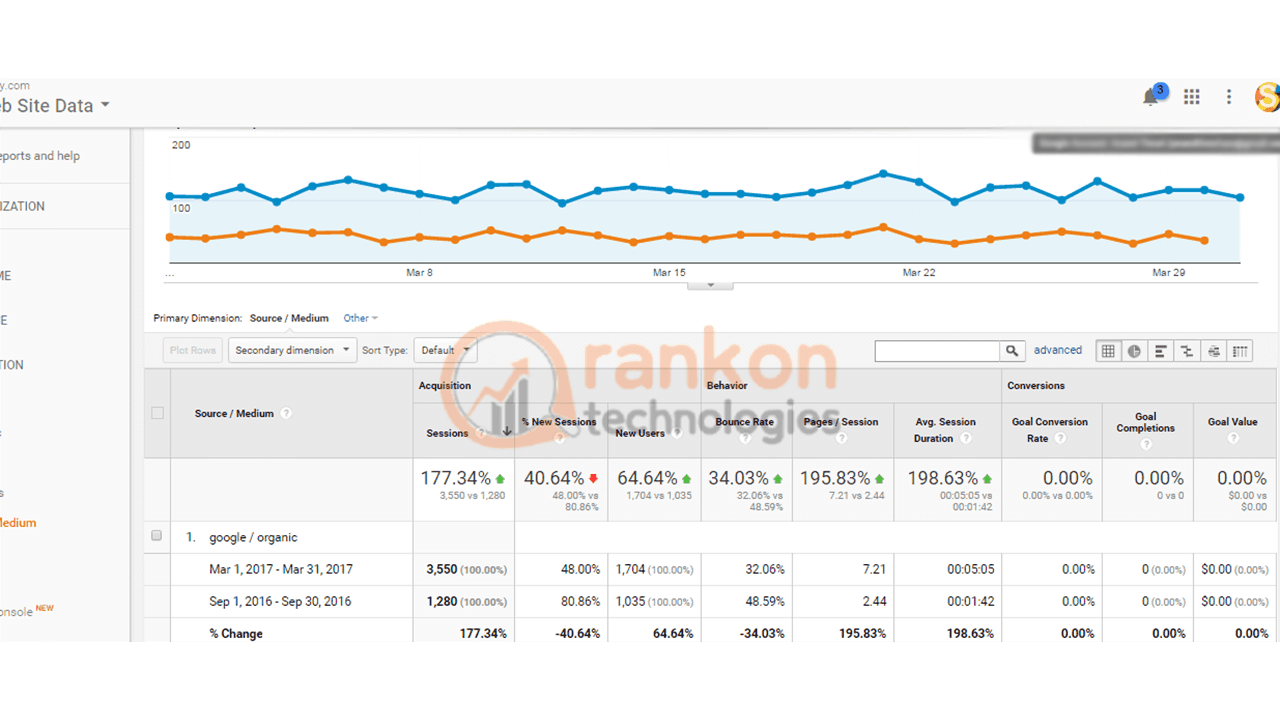 y.com
eb Site Data
3
S
eports and help
IZATION
ME
E
TION
s
Medium
onsole NEW
200
100
...
Mar 8
Mar 15
Mar 22
Mar 29
Primary Dimension: Source / Medium Other
Plot Rows Secondary dimension Sort Type: Default advanced
rankon
technologies
Acquisition Behavior Conversions
Source / Medium ? Sessions ? % New Sessions ? New Users ? Bounce Rate ? Pages / Session ? Avg. Session Duration ? Goal Conversion Rate ? Goal Completions ? Goal Value ?
177.34% 40.64% 64.64% 34.03% 195.83% 198.63% 0.00% 0.00% 0.00%
3,550 vs 1,280 48.00% vs 80.86% 1,704 vs 1,035 32.06% vs 48.59% 7.21 vs 2.44 00:05:05 vs 00:01:42 0.00% vs 0.00% 0 vs 0 $0.00 vs $0.00
1. google / organic
Mar 1, 2017 - Mar 31, 2017 3,550 (100.00%) 48.00% 1,704 (100.00%) 32.06% 7.21 00:05:05 0.00% 0 (0.00%) $0.00 (0.00%)
Sep 1, 2016 - Sep 30, 2016 1,280 (100.00%) 80.86% 1,035 (100.00%) 48.59% 2.44 00:01:42 0.00% 0 (0.00%) $0.00 (0.00%)
% Change 177.34% -40.64% 64.64% -34.03% 195.83% 198.63% 0.00% 0.00% 0.00%